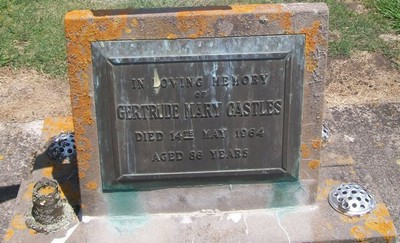 IN LOVING MEMORY
OF
GERTRUDE MARY CASTLES
DIED 14TH MAY 1964
AGED 86 YEARS